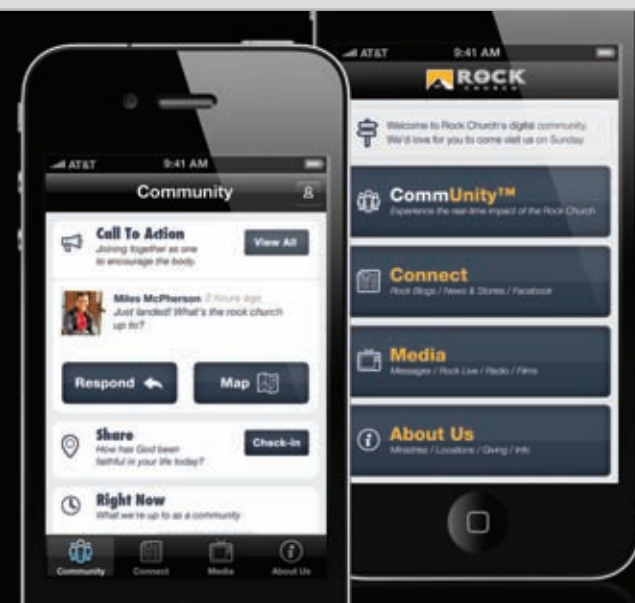 AT&T 9:41 AM
Community
Call To Action
Joining together as one
to encourage the body.
View All
Miles McPherson 2 hours ago
Just landed! What's the rock church
up to?
Respond
Map
Share
How has God been
faithful in your life today?
Check-in
Right Now
What we're up to as a community
Community Connect Media About Us
AT&T 9:41 AM
ROCK
CHURCH
Welcome to Rock Church's digital community.
We'd love for you to come visit us on Sunday
CommUnity™
Experience the real-time impact of the Rock Church
Connect
Rock Blogs / News & Stories / Facebook
Media
Messages / Rock Live / Radio / Films
About Us
Ministries / Locations / Giving / Info